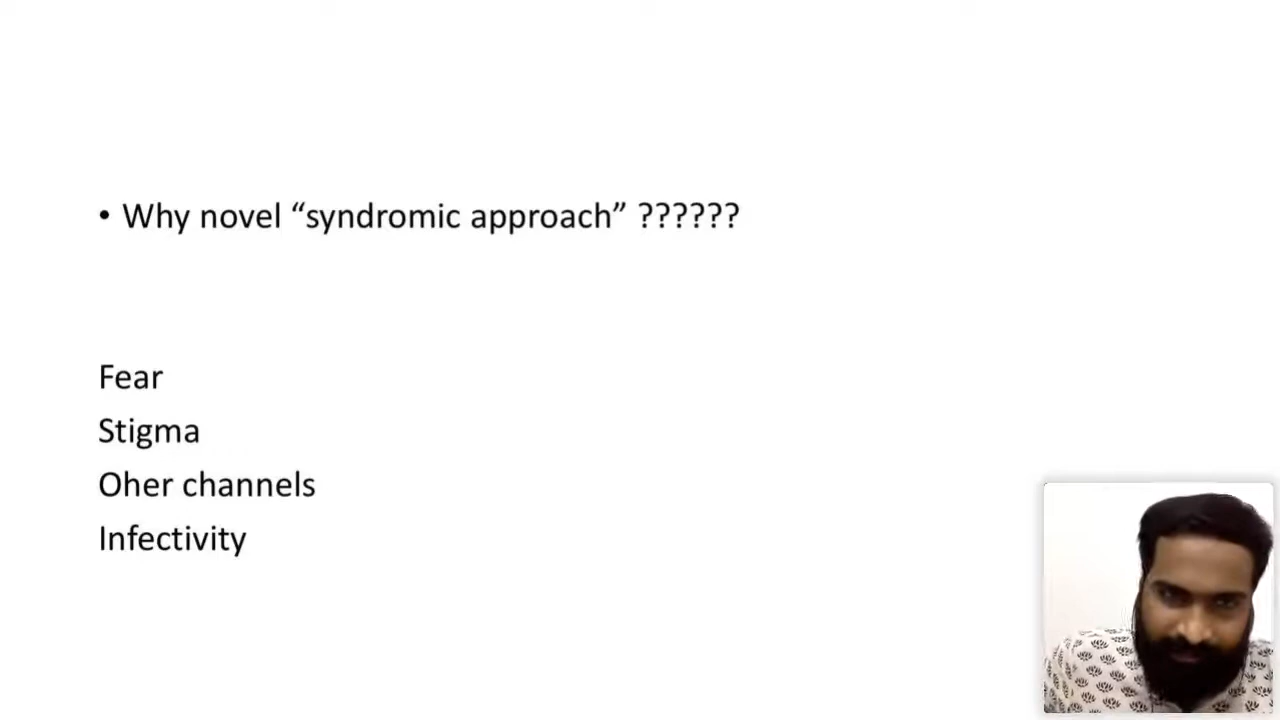 • Why novel “syndromic approach” ??????
Fear
Stigma
Oher channels
Infectivity